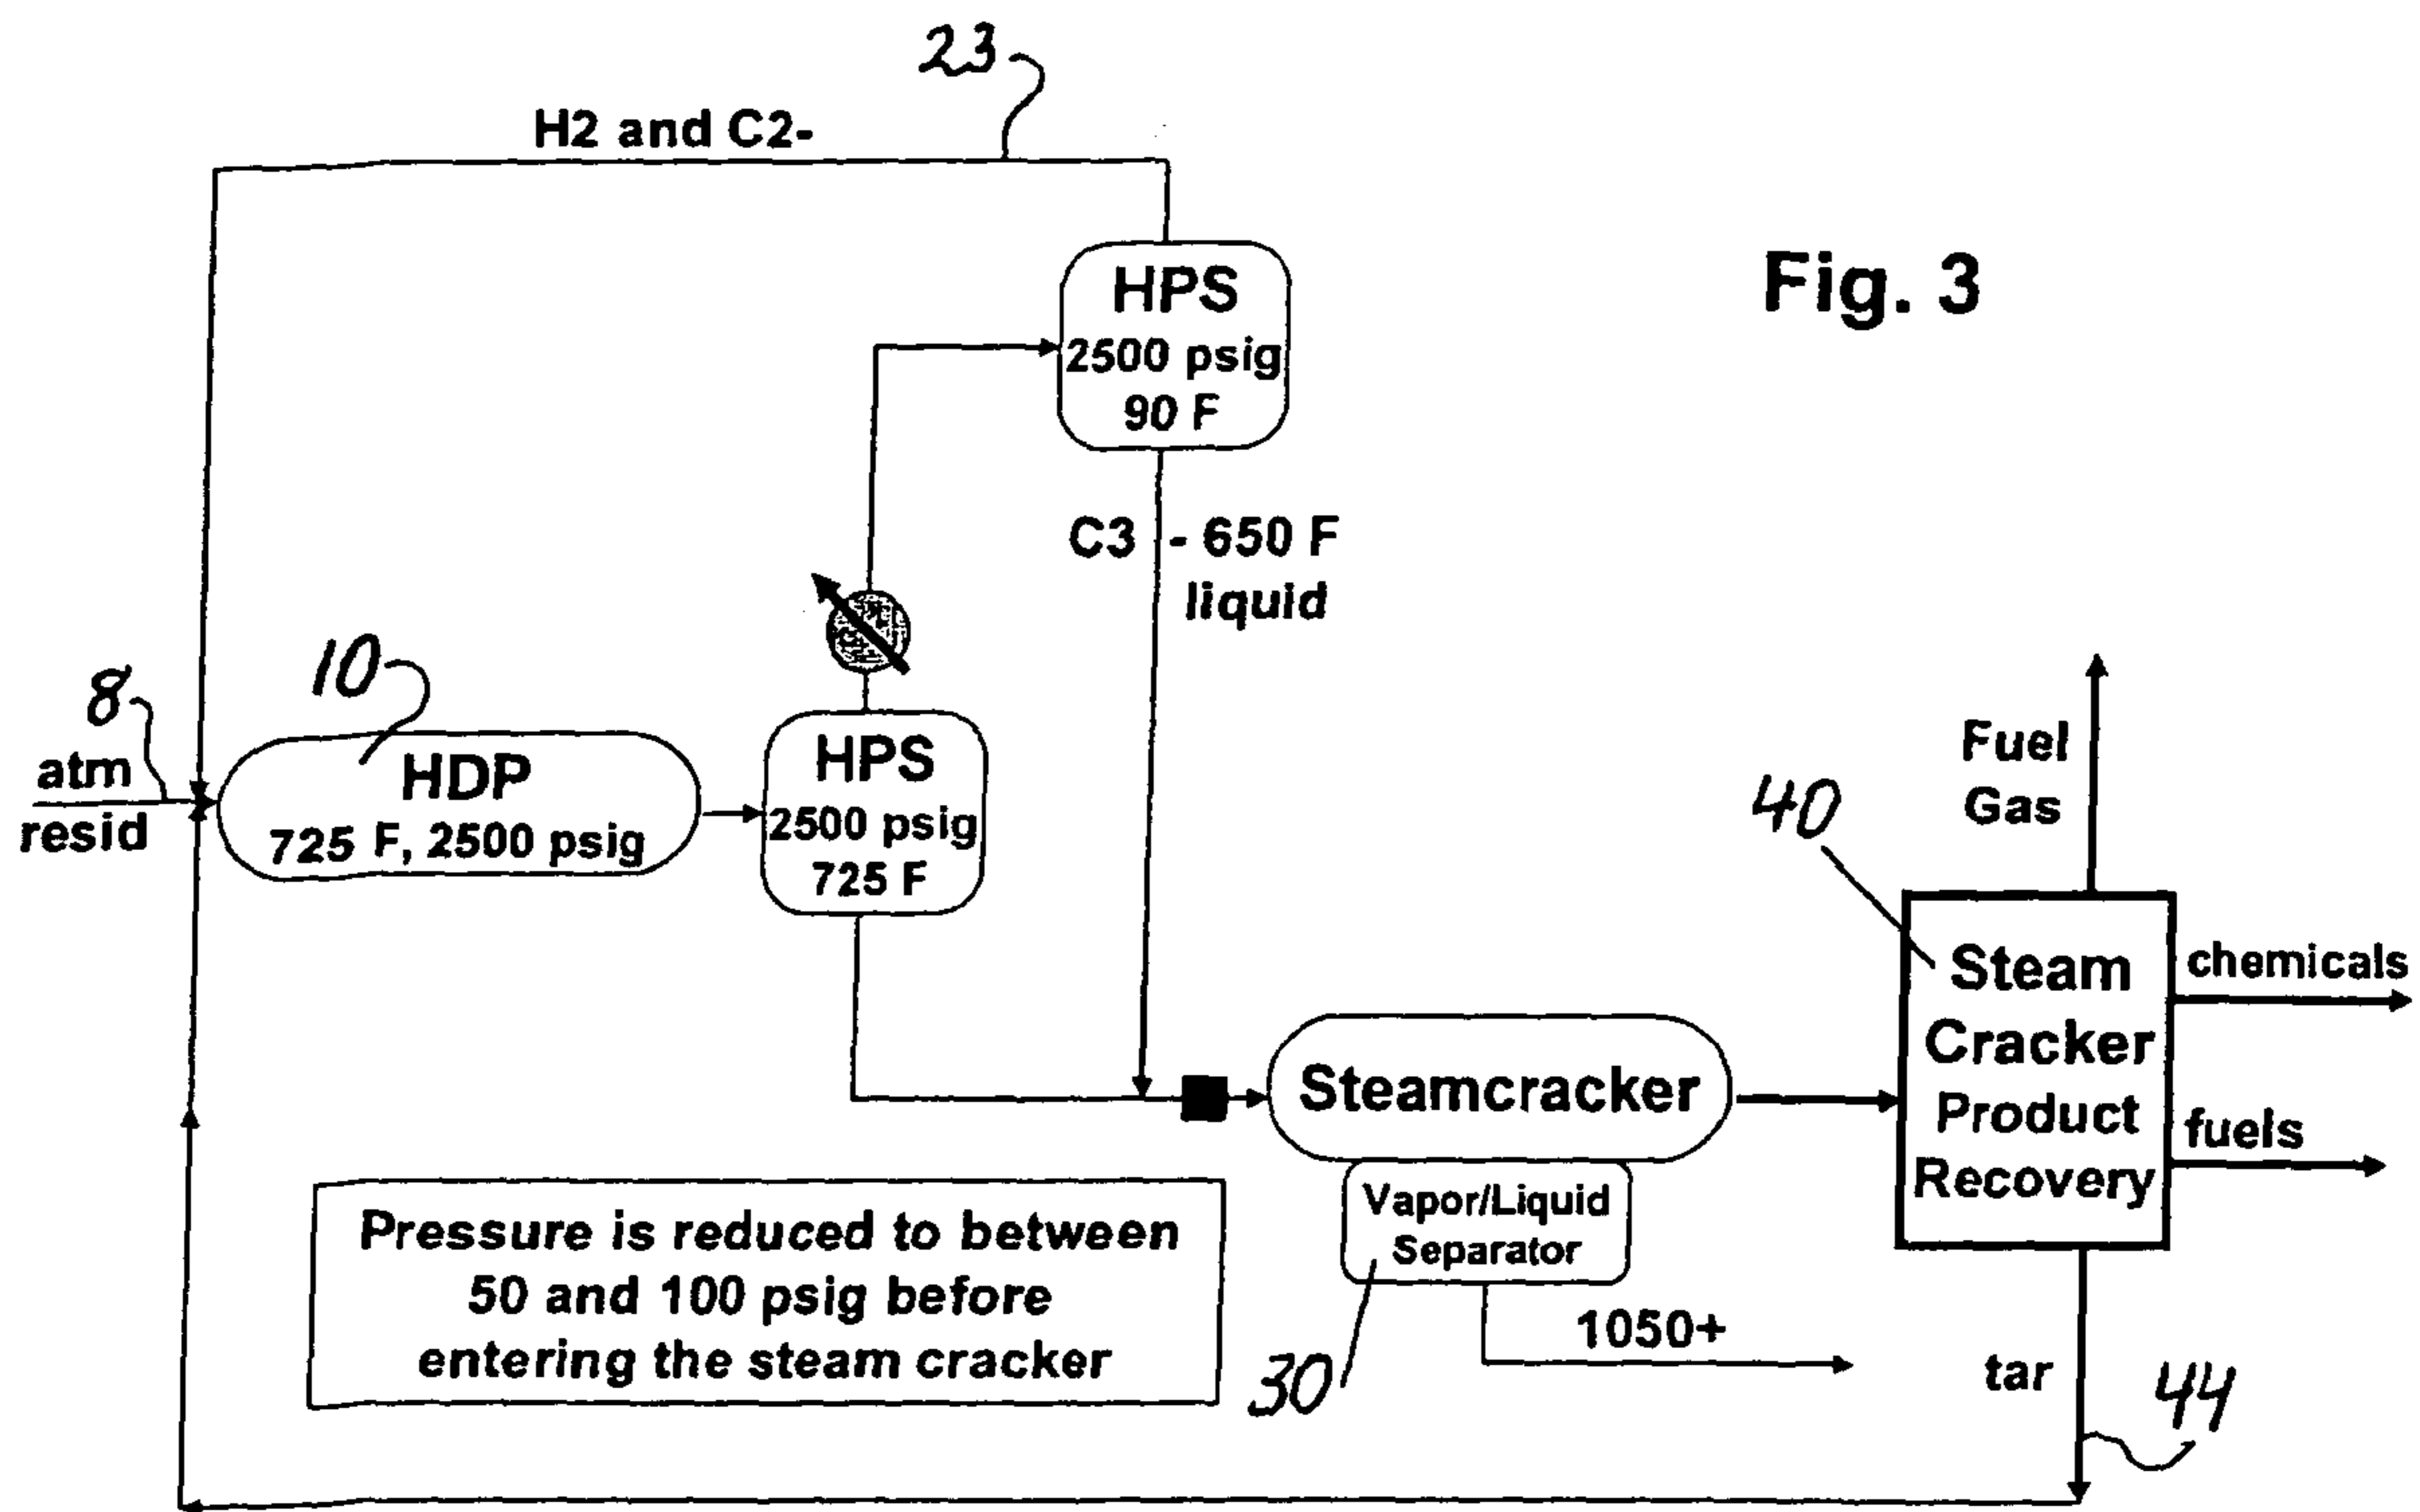 23
H2 and C2-
Fig. 3
HPS
2500 psig
90 F
C3 - 650 F
liquid
10
8
atm
resid
HDP
725 F, 2500 psig
HPS
2500 psig
725 F
Fuel
Gas
40
Steam
Cracker
Product
Recovery
chemicals
fuels
Steamcracker
Vapor/Liquid
Separator
30
1050+
tar
44
Pressure is reduced to between
50 and 100 psig before
entering the steam cracker